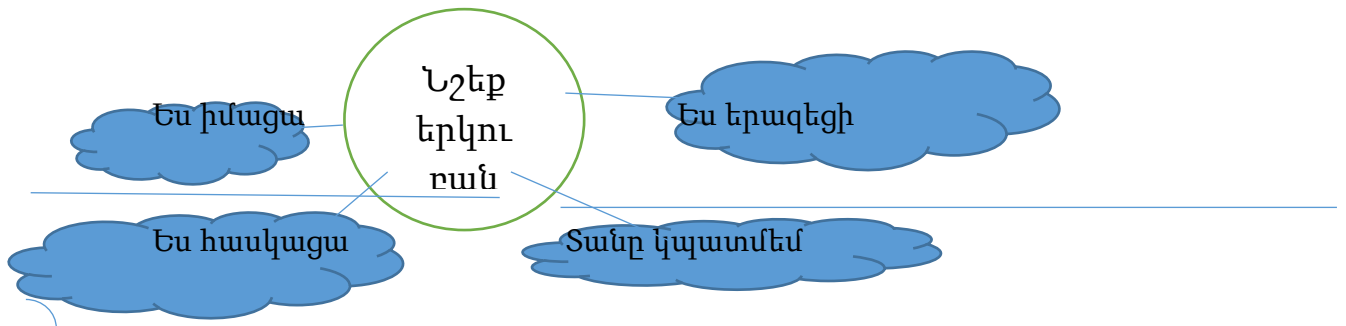 Նշեք
երկու
բան
Ես իմացա
Ես երազեցի
Ես հասկացա
Տանը կպատմեմ